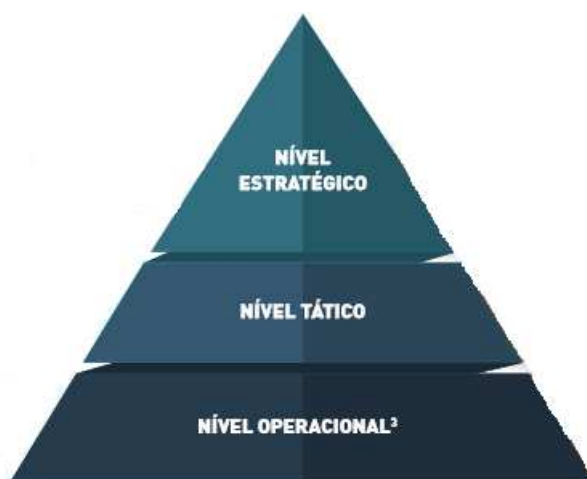 NÍVEL
ESTRATÉGICO
NÍVEL TÁTICO
NÍVEL OPERACIONAL³